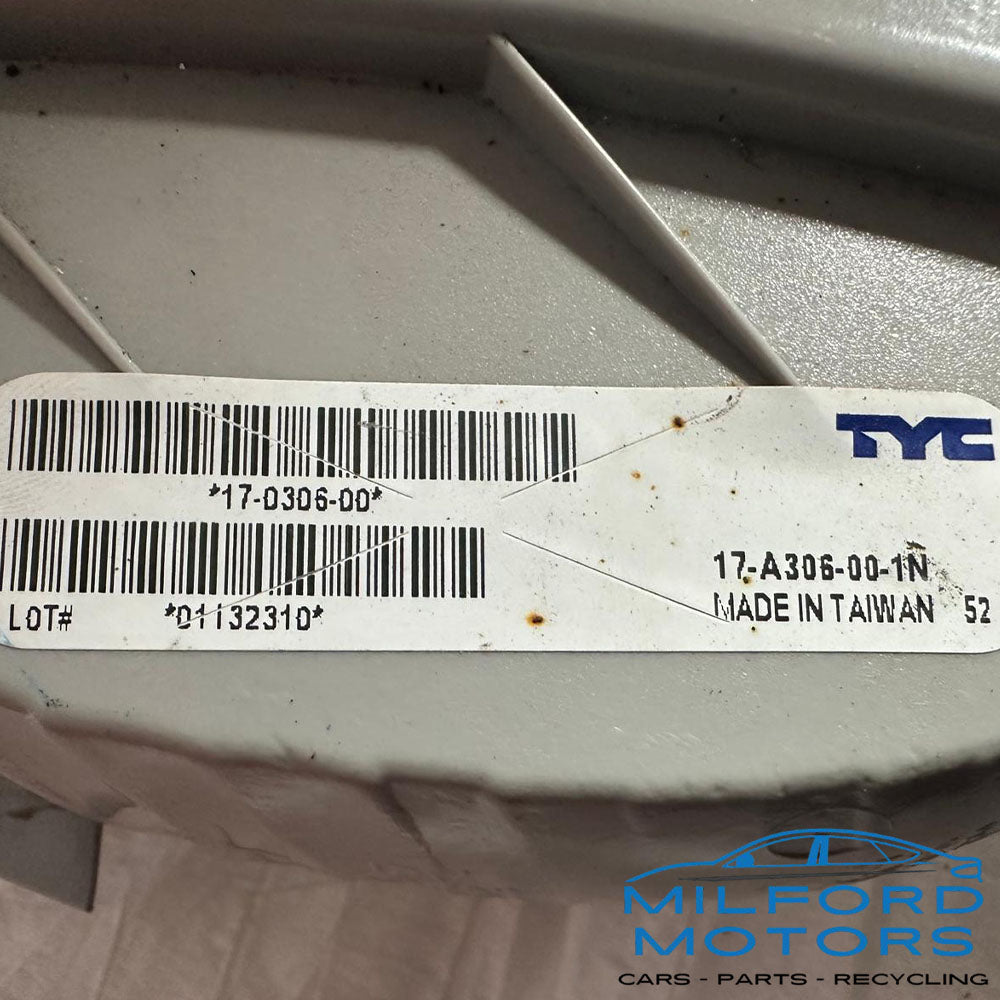 TYC
*17-0306-00*
17-A306-00-1N
LOT# *01132310*
MADE IN TAIWAN 52
MILFORD
MOTORS
CARS - PARTS - RECYCLING